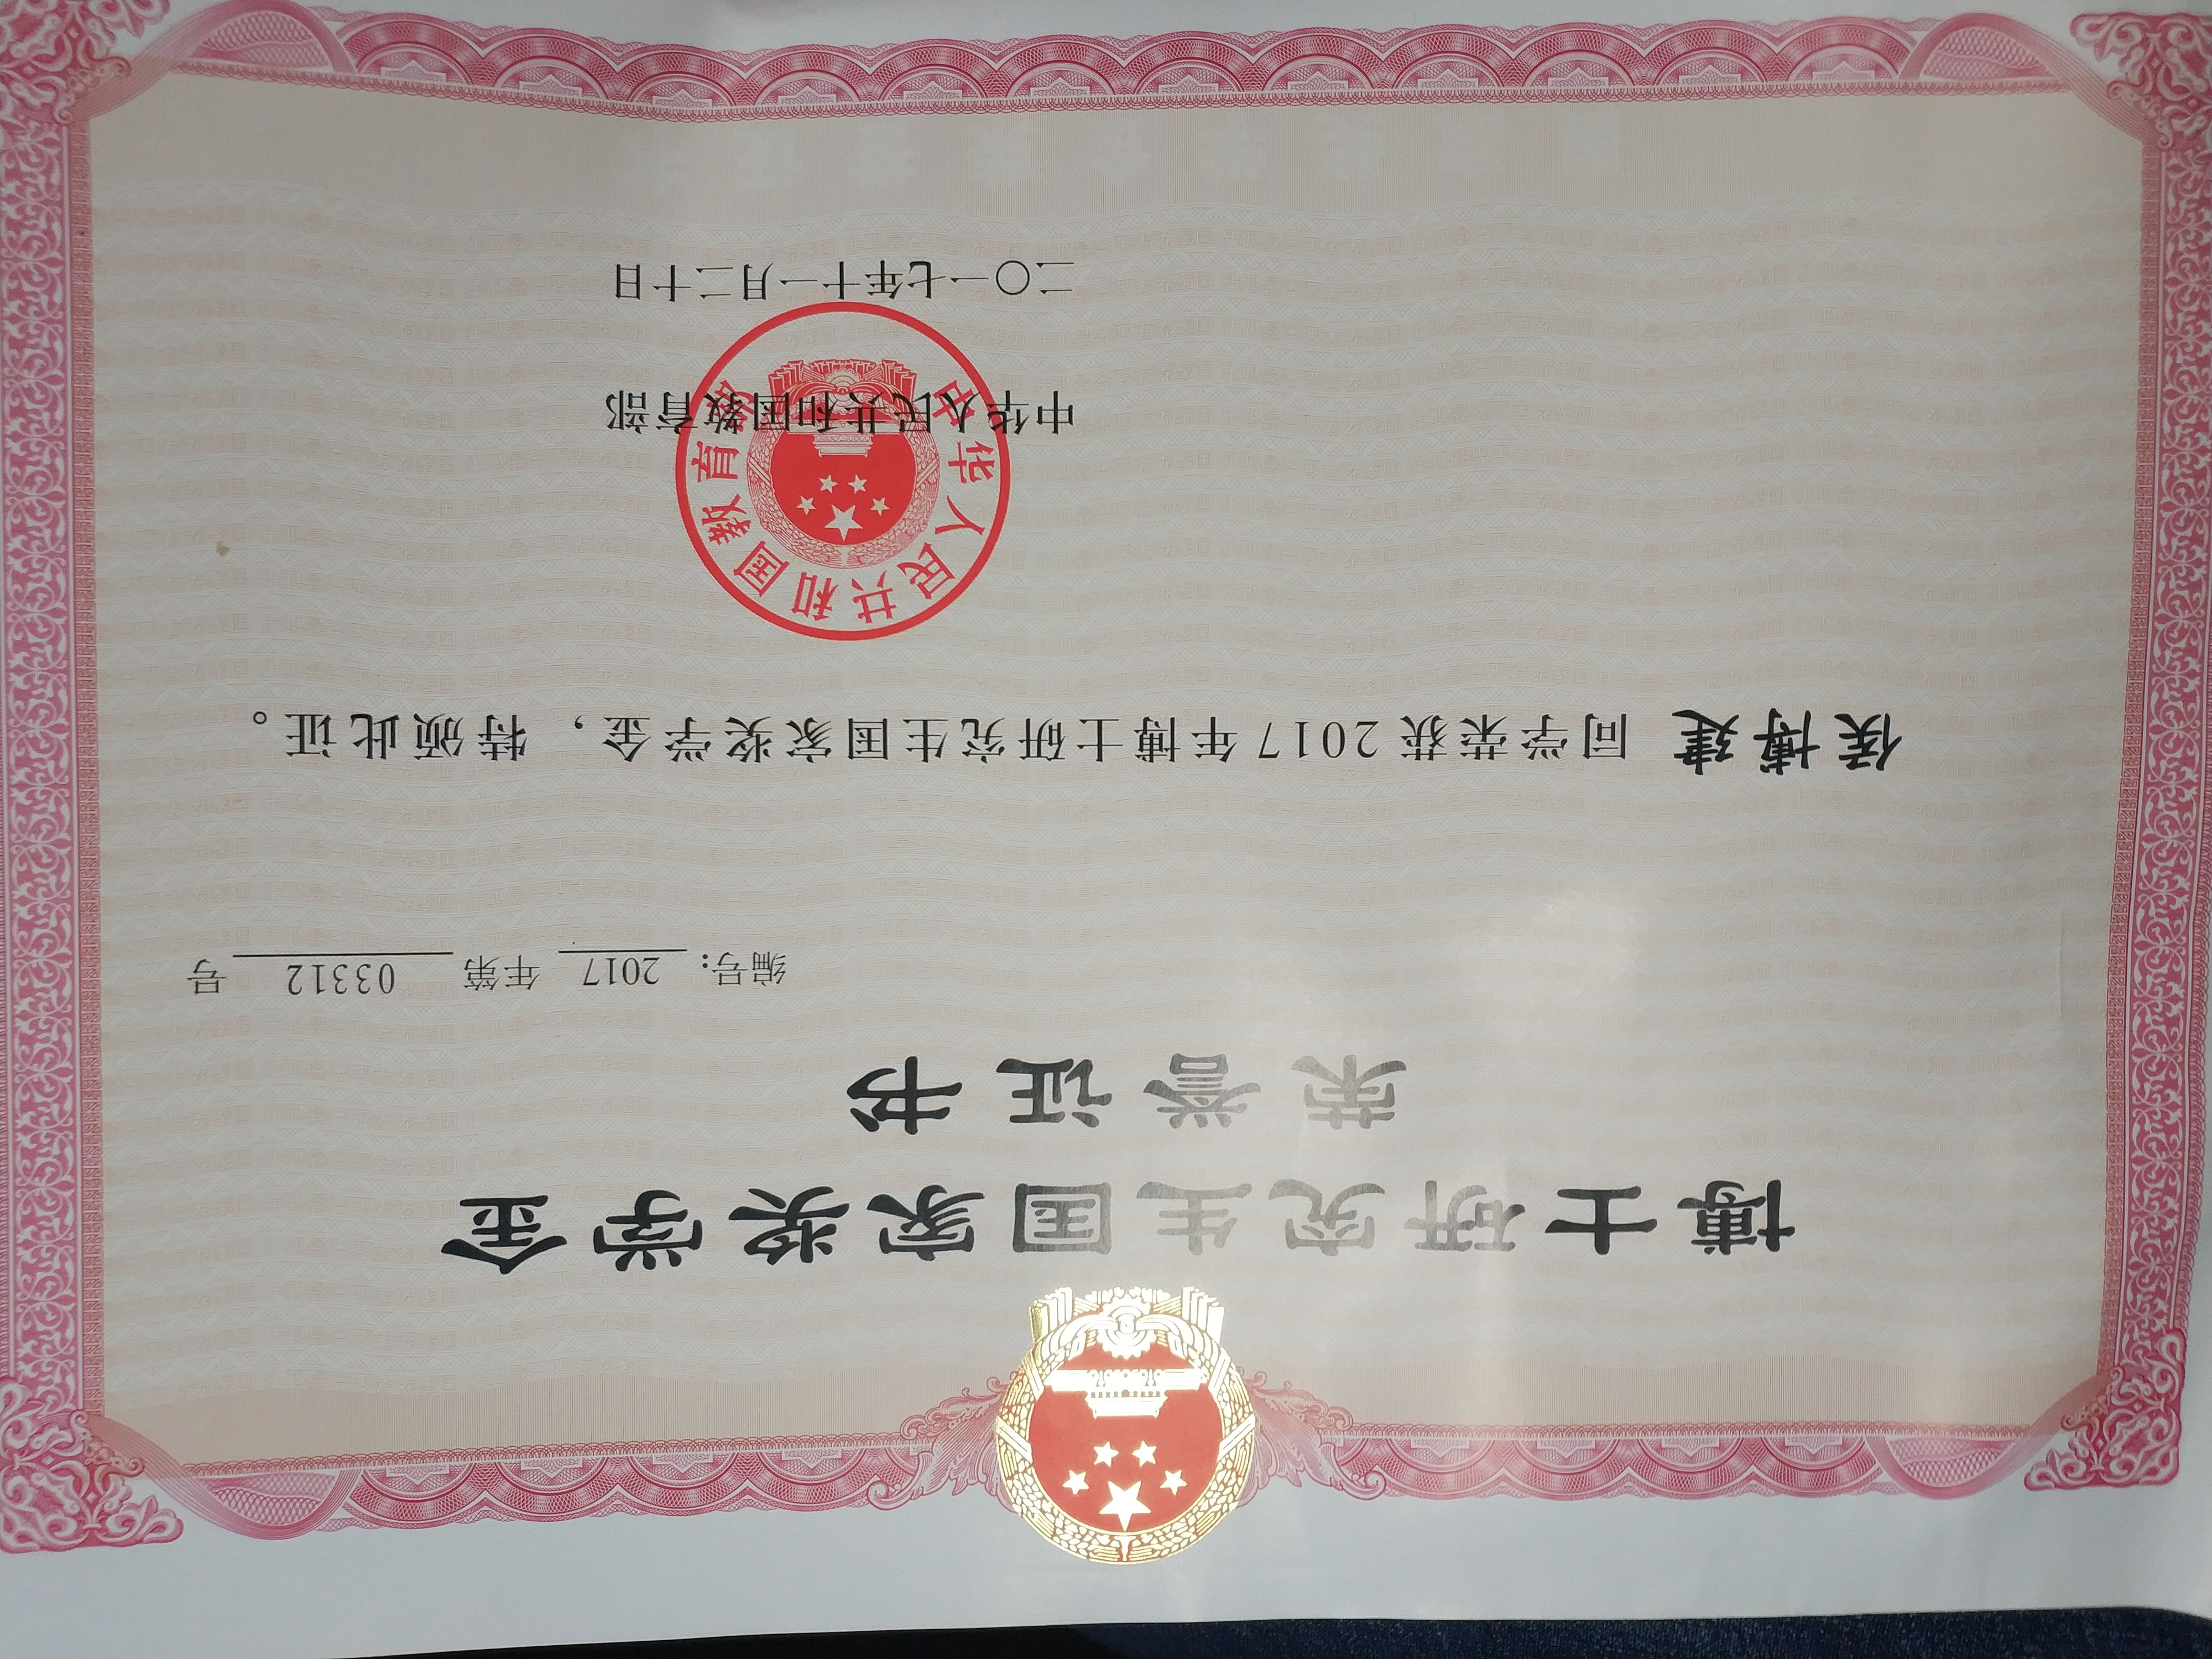 博士研究生国家奖学金
荣誉证书
编号: 2017 年第 03312 号
侯博建 同学荣获2017年博士研究生国家奖学金，特颁此证。
中华人民共和国教育部
中华人民共和国教育部
二〇一七年十一月二十日